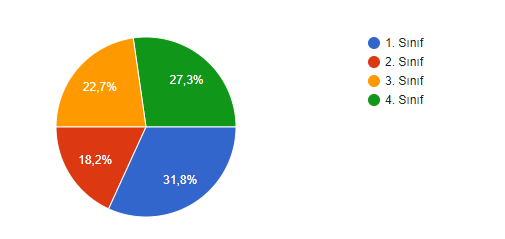 22,7%
27,3%
18,2%
31,8%
1. Sınıf
2. Sınıf
3. Sınıf
4. Sınıf